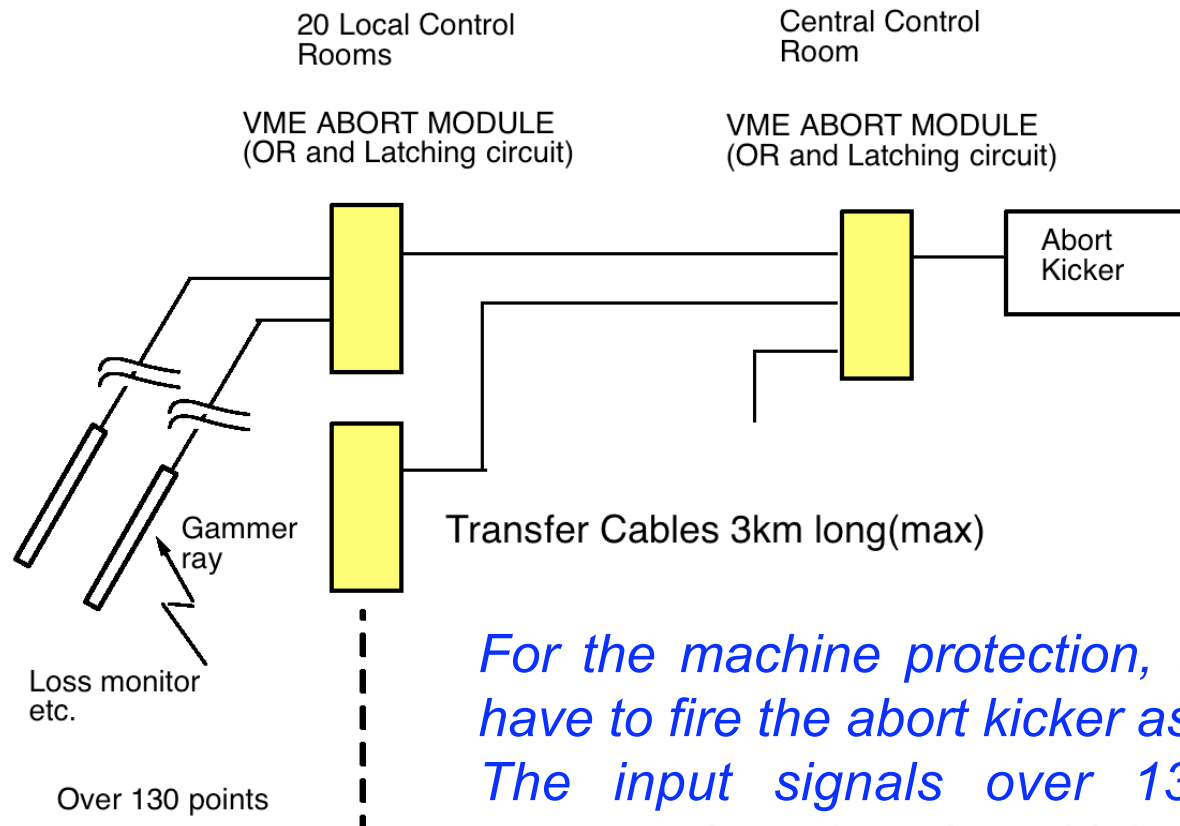 20 Local Control
Rooms
Central Control
Room
VME ABORT MODULE
(OR and Latching circuit)
VME ABORT MODULE
(OR and Latching circuit)
Abort
Kicker
Gammer
ray
Transfer Cables 3km long(max)
Loss monitor
etc.
Over 130 points
For the machine protection,
have to fire the abort kicker as
The input signals over 13